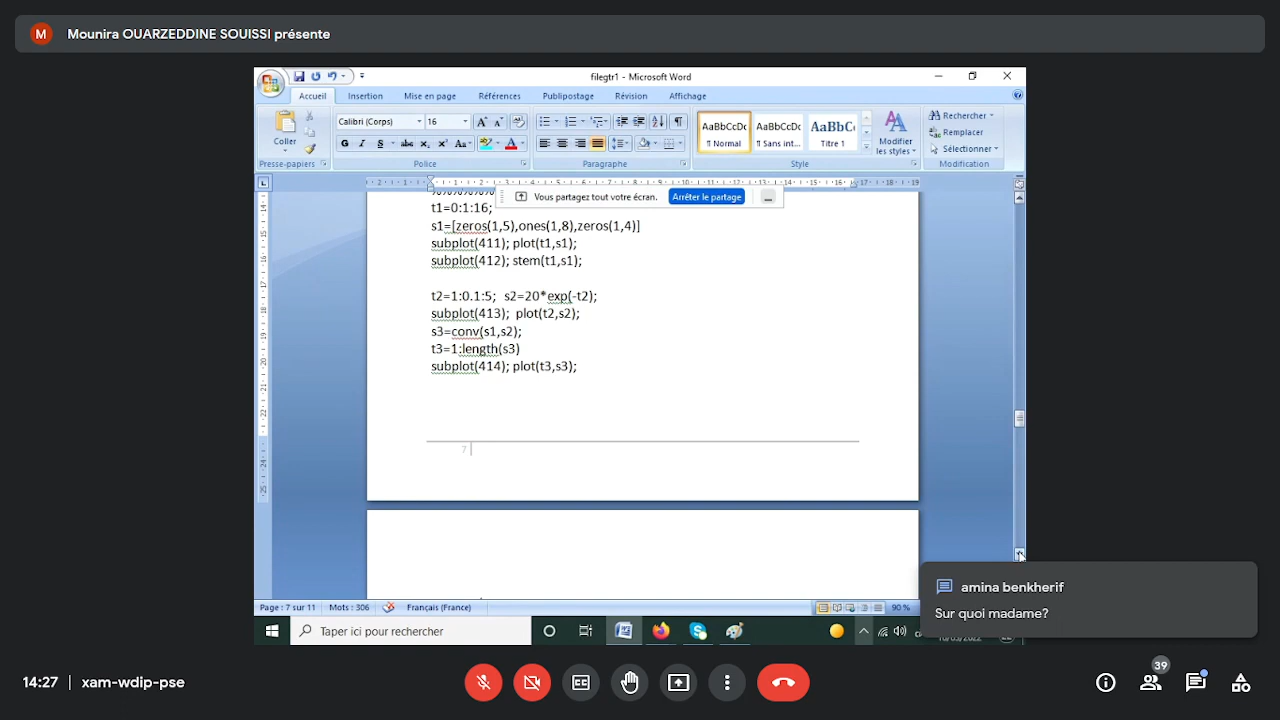 M
Mounira OUARZEDDINE SOUISSI présente
filegtr1 - Microsoft Word
Accueil
Insertion
Mise en page
Références
Publipostage
Révision
Affichage
Coller
Presse-papiers
Calibri (Corps)
16
G I S abc x₂ x² Aa
Police
Paragraphe
AaBbCcDc
¶ Normal
AaBbCcDc
¶ Sans int...
AaBbC
Titre 1
Modifier
les styles
Style
Rechercher
Remplacer
Sélectionner
Modification
Vous partagez tout votre écran.
Arrêter le partage
t1=0:1:16;
s1=[zeros(1,5),ones(1,8),zeros(1,4)]
subplot(411); plot(t1,s1);
subplot(412); stem(t1,s1);
t2=1:0.1:5; s2=20*exp(-t2);
subplot(413); plot(t2,s2);
s3=conv(s1,s2);
t3=1:length(s3)
subplot(414); plot(t3,s3);
7
Page : 7 sur 11
Mots : 306
Français (France)
90 %
amina benkherif
Sur quoi madame?
Taper ici pour rechercher
14:27 | xam-wdip-pse
39